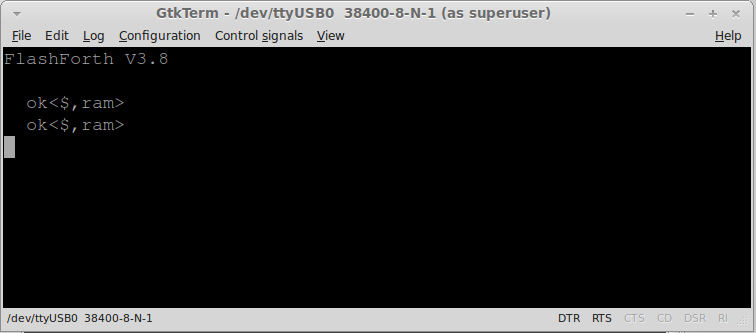 GtkTerm - /dev/ttyUSB0 38400-8-N-1 (as superuser)
File Edit Log Configuration Control signals View Help
FlashForth V3.8
ok<$,ram>
ok<$,ram>
/dev/ttyUSB0 38400-8-N-1 DTR RTS CTS CD DSR RI